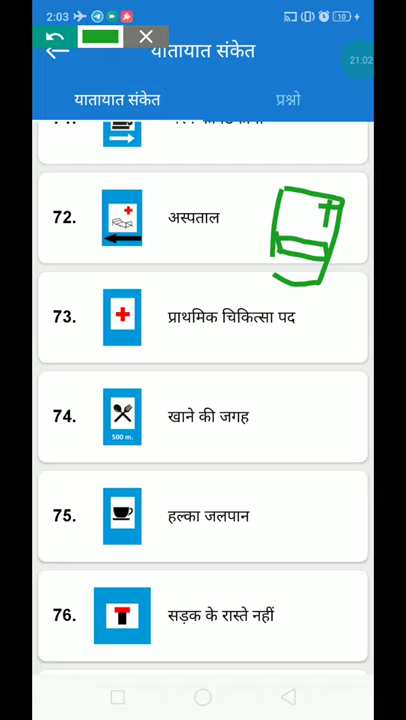 2:03
10
21:02
यातायात संकेत
यातायात संकेत
प्रश्नो
72.
अस्पताल
73.
प्राथमिक चिकित्सा पद
74.
500 m.
खाने की जगह
75.
हल्का जलपान
76.
सड़क के रास्ते नहीं